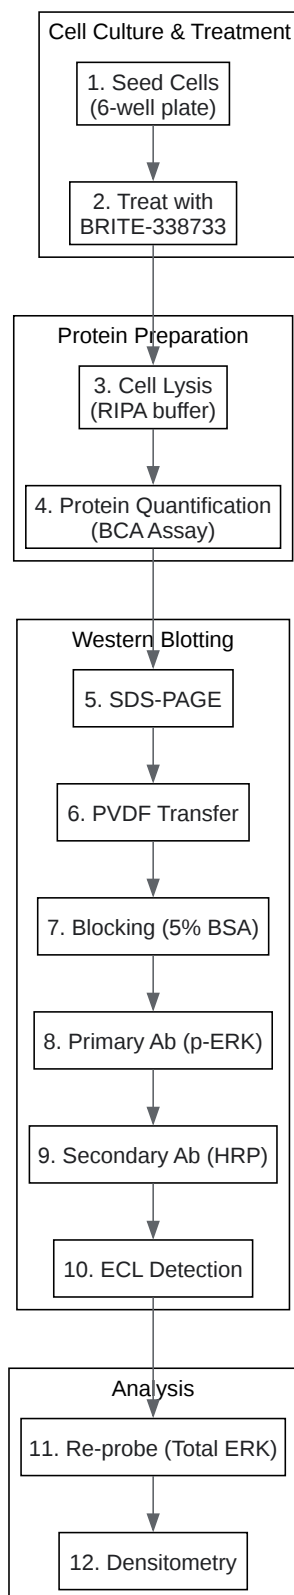 Cell Culture & Treatment
1. Seed Cells
(6-well plate)
2. Treat with
BRITE-338733
Protein Preparation
3. Cell Lysis
(RIPA buffer)
4. Protein Quantification
(BCA Assay)
Western Blotting
5. SDS-PAGE
6. PVDF Transfer
7. Blocking (5% BSA)
8. Primary Ab (p-ERK)
9. Secondary Ab (HRP)
10. ECL Detection
Analysis
11. Re-probe (Total ERK)
12. Densitometry